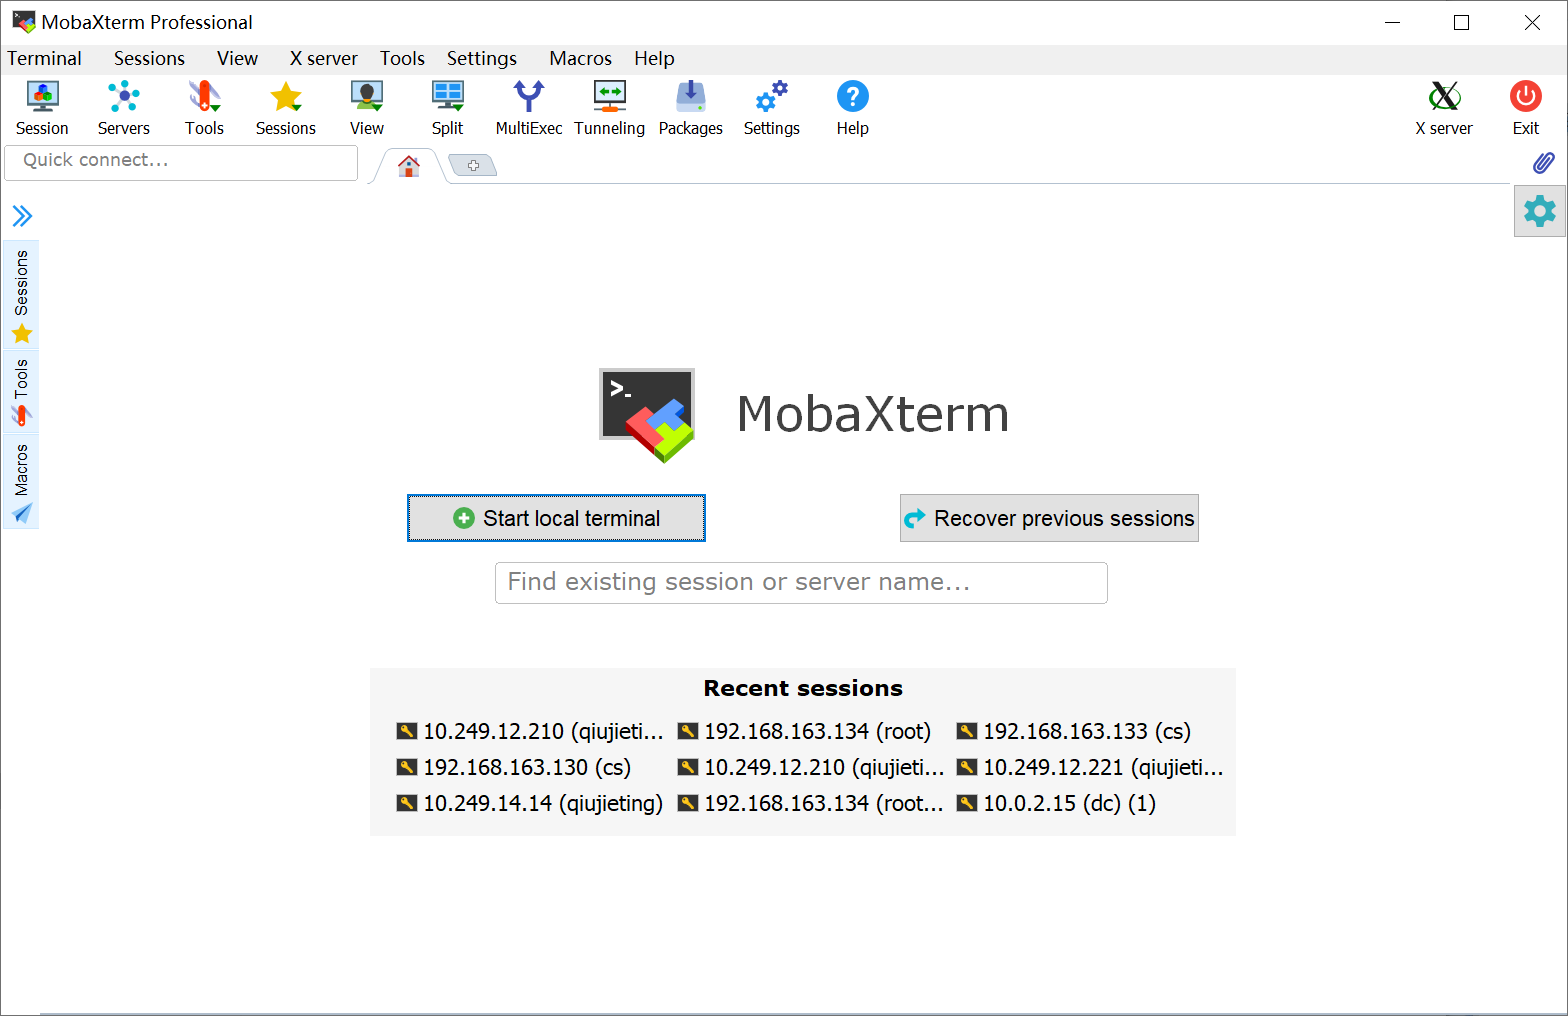 MobaXterm Professional
Terminal Sessions View X server Tools Settings Macros Help
Session Servers Tools Sessions View Split MultiExec Tunneling Packages Settings Help X server Exit
Quick connect...
Sessions
Tools
Macros
>_
MobaXterm
Start local terminal
Recover previous sessions
Find existing session or server name...
Recent sessions
10.249.12.210 (qiujieti... 192.168.163.134 (root) 192.168.163.133 (cs)
192.168.163.130 (cs) 10.249.12.210 (qiujieti... 10.249.12.221 (qiujieti...
10.249.14.14 (qiujieting) 192.168.163.134 (root... 10.0.2.15 (dc) (1)